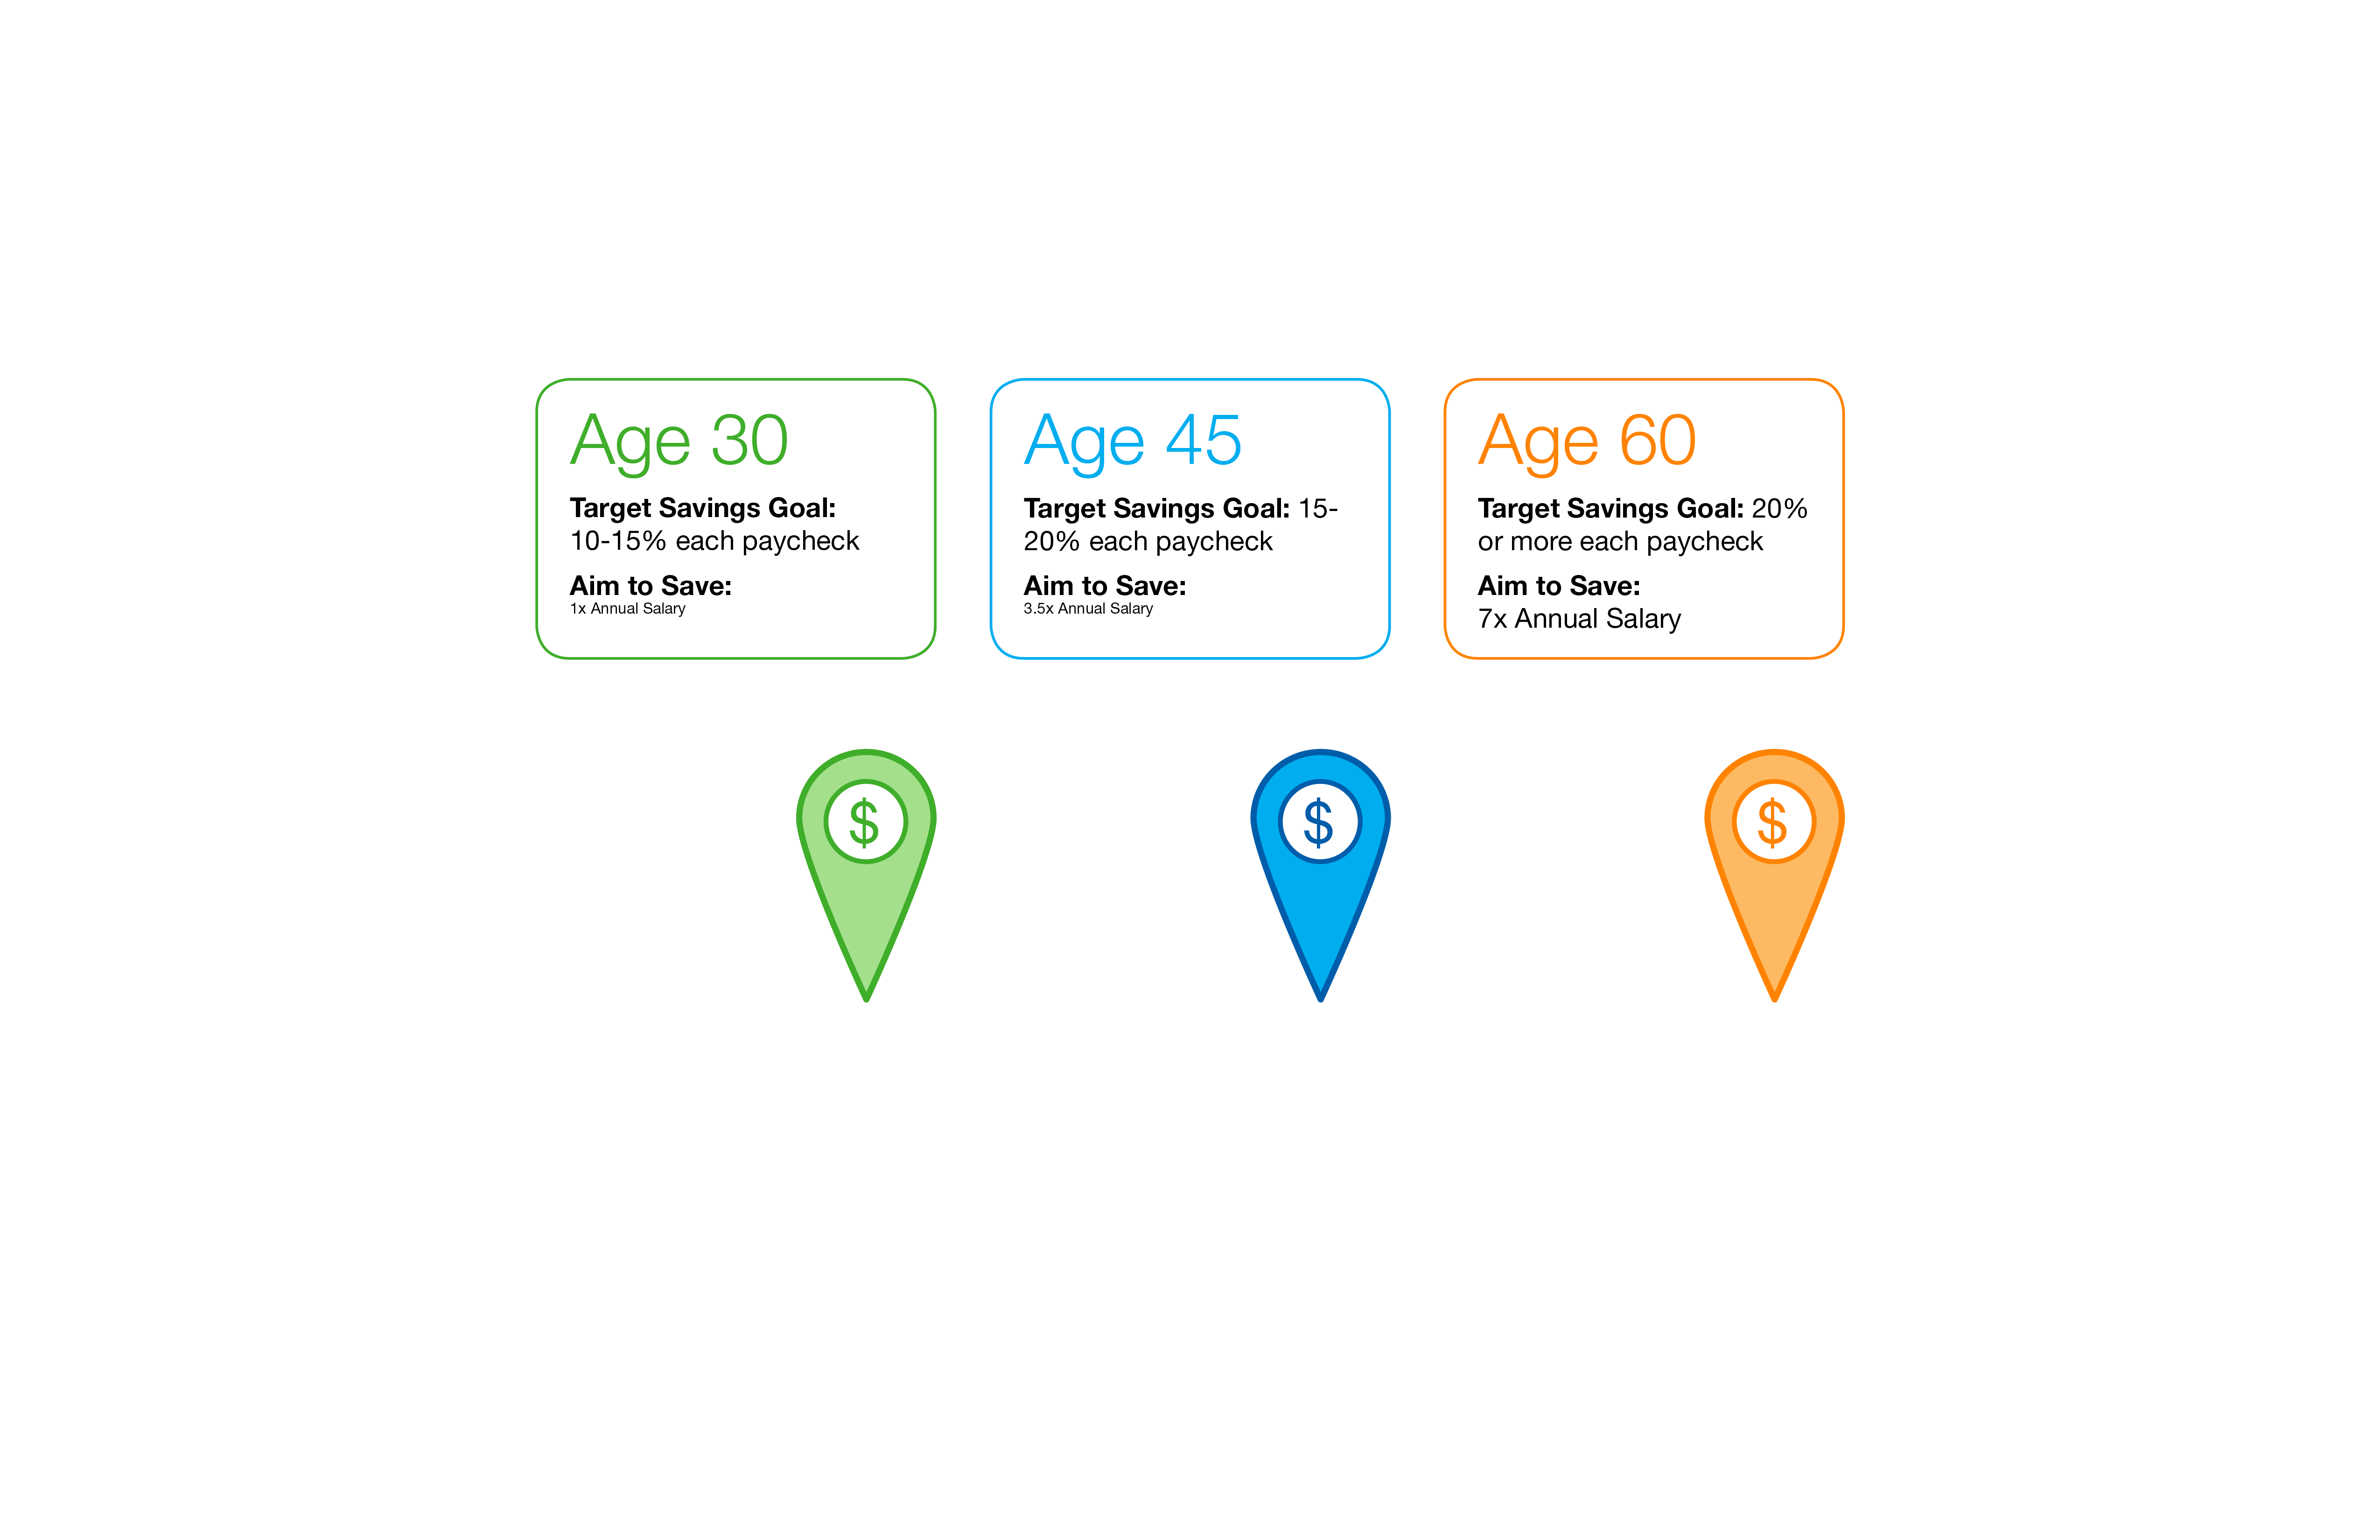 Age 30
Target Savings Goal:
10-15% each paycheck
Aim to Save:
1x Annual Salary
Age 45
Target Savings Goal: 15-
20% each paycheck
Aim to Save:
3.5x Annual Salary
Age 60
Target Savings Goal: 20%
or more each paycheck
Aim to Save:
7x Annual Salary
$
$
$